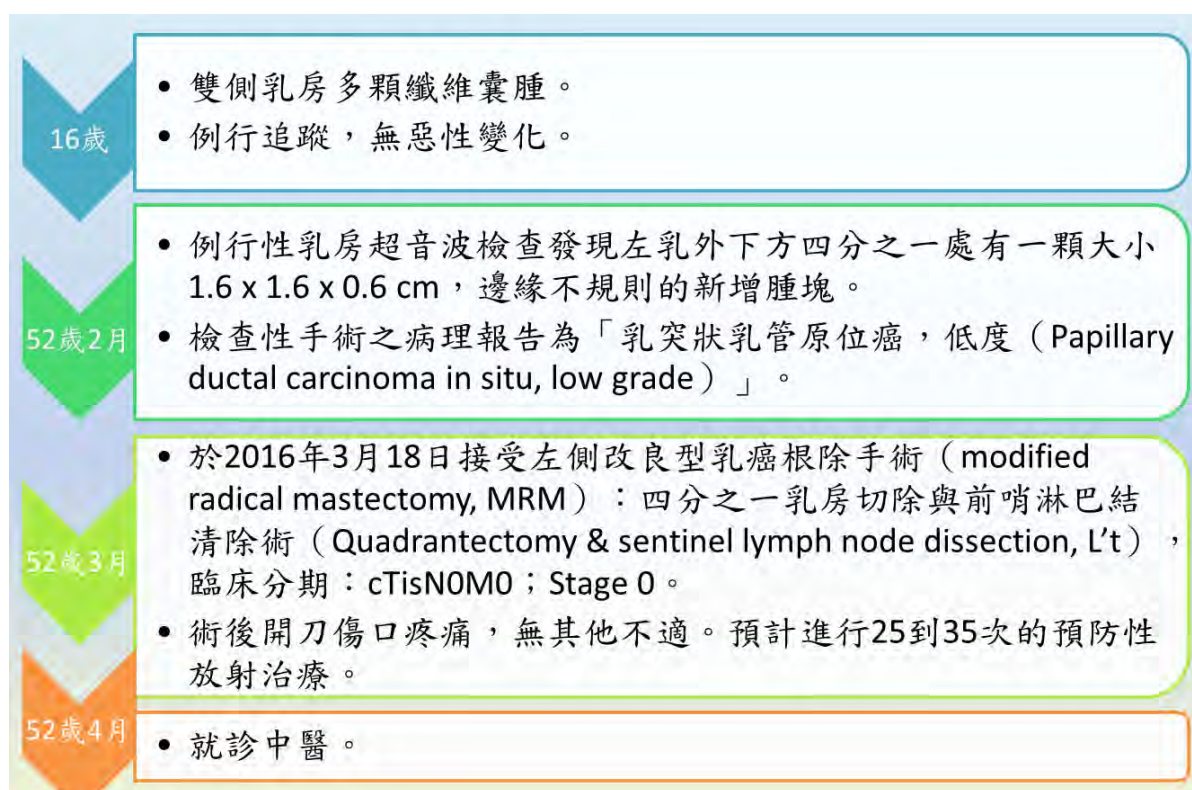 16歲
• 雙側乳房多顆纖維囊腫。
• 例行追蹤，無惡性變化。
52歲2月
• 例行性乳房超音波檢查發現左乳外下方四分之一處有一顆大小
1.6 x 1.6 x 0.6 cm，邊緣不規則的新增腫塊。
• 檢查性手術之病理報告為「乳突狀乳管原位癌，低度（Papillary
ductal carcinoma in situ, low grade）」。
52歲3月
• 於2016年3月18日接受左側改良型乳癌根除手術（modified
radical mastectomy, MRM）：四分之一乳房切除與前哨淋巴結
清除術（Quadrantectomy & sentinel lymph node dissection, L't），
臨床分期：cTisN0M0；Stage 0。
• 術後開刀傷口疼痛，無其他不適。預計進行25到35次的預防性
放射治療。
52歲4月
• 就診中醫。